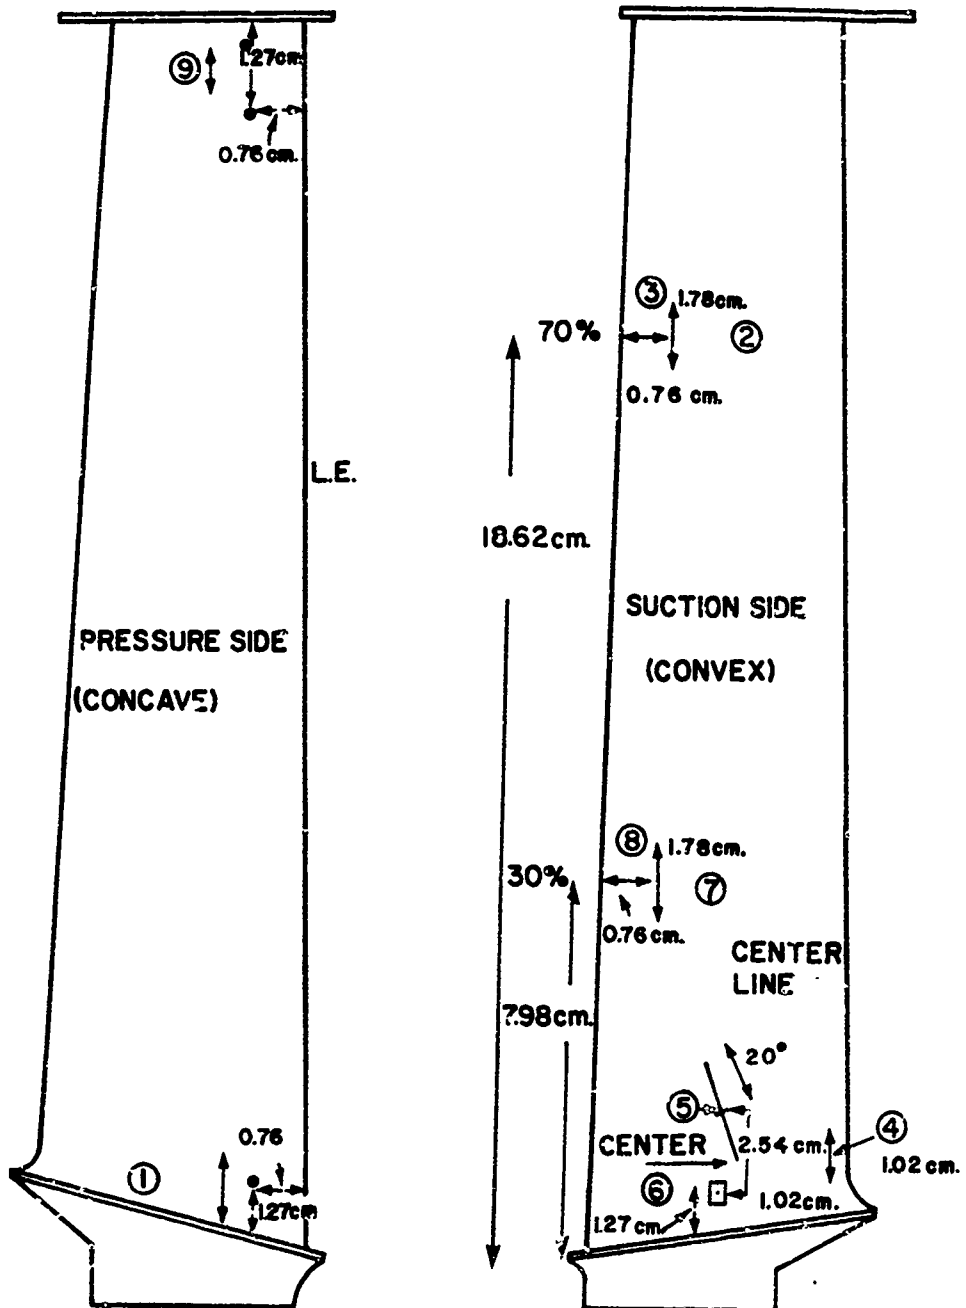 ⑨
1.27cm.
0.76 cm.
L.E.
PRESSURE SIDE
(CONCAVE)
0.76
①
1.27cm
③
1.78cm.
70%
②
0.76 cm.
18.62cm.
SUCTION SIDE
(CONVEX)
⑧
1.78cm.
30%
⑦
0.76cm.
CENTER
LINE
7.98cm.
20°
⑤
④
CENTER
2.54 cm.
1.02 cm.
⑥
1.02cm.
1.27cm